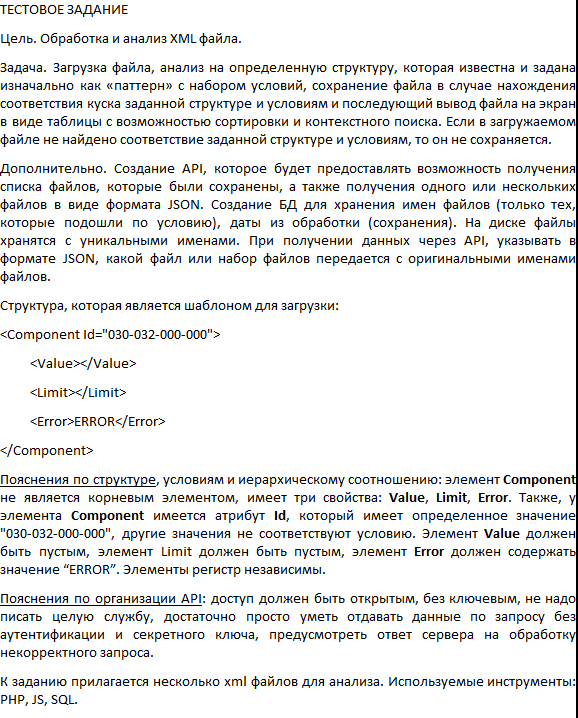 ТЕСТОВОЕ ЗАДАНИЕ
Цель. Обработка и анализ XML файла.
Задача. Загрузка файла, анализ на определенную структуру, которая известна и задана
изначально как «паттерн» с набором условий, сохранение файла в случае нахождения
соответствия куска заданной структуре и условиям и последующий вывод файла на экран
в виде таблицы с возможностью сортировки и контекстного поиска. Если в загружаемом
файле не найдено соответствие заданной структуре и условиям, то он не сохраняется.
Дополнительно. Создание API, которое будет предоставлять возможность получения
списка файлов, которые были сохранены, а также получения одного или нескольких
файлов в виде формата JSON. Создание БД для хранения имен файлов (только тех,
которые подошли по условию), даты из обработки (сохранения). На диске файлы
хранятся с уникальными именами. При получении данных через API, указывать в
формате JSON, какой файл или набор файлов передается с оригинальными именами
файлов.
Структура, которая является шаблоном для загрузки:
<Component Id="030-032-000-000">
<Value></Value>
<Limit></Limit>
<Error>ERROR</Error>
</Component>
Пояснения по структуре, условиям и иерархическому соотношению: элемент Component
не является корневым элементом, имеет три свойства: Value, Limit, Error. Также, у
элемента Component имеется атрибут Id, который имеет определенное значение
"030-032-000-000", другие значения не соответствуют условию. Элемент Value должен
быть пустым, элемент Limit должен быть пустым, элемент Error должен содержать
значение “ERROR”. Элементы регистр независимы.
Пояснения по организации API: доступ должен быть открытым, без ключевым, не надо
писать целую службу, достаточно просто уметь отдавать данные по запросу без
аутентификации и секретного ключа, предусмотреть ответ сервера на обработку
некорректного запроса.
К заданию прилагается несколько xml файлов для анализа. Используемые инструменты:
PHP, JS, SQL.